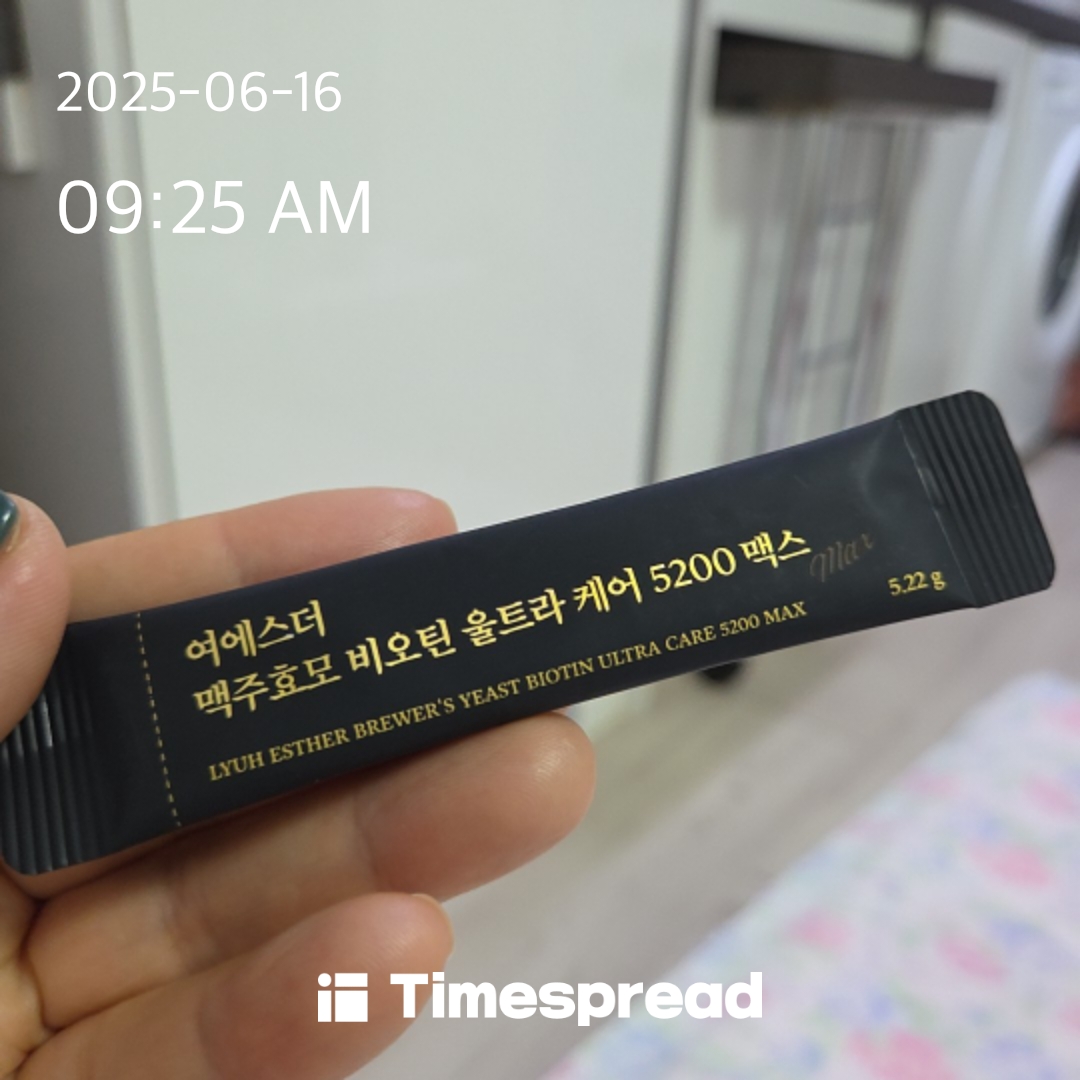 2025-06-16
09:25 AM
여에스더
맥주효모 비오틴 울트라 케어 5200 맥스
Max
LYUH ESTHER BREWER'S YEAST BIOTIN ULTRA CARE 5200 MAX
5.22 g
Timespread